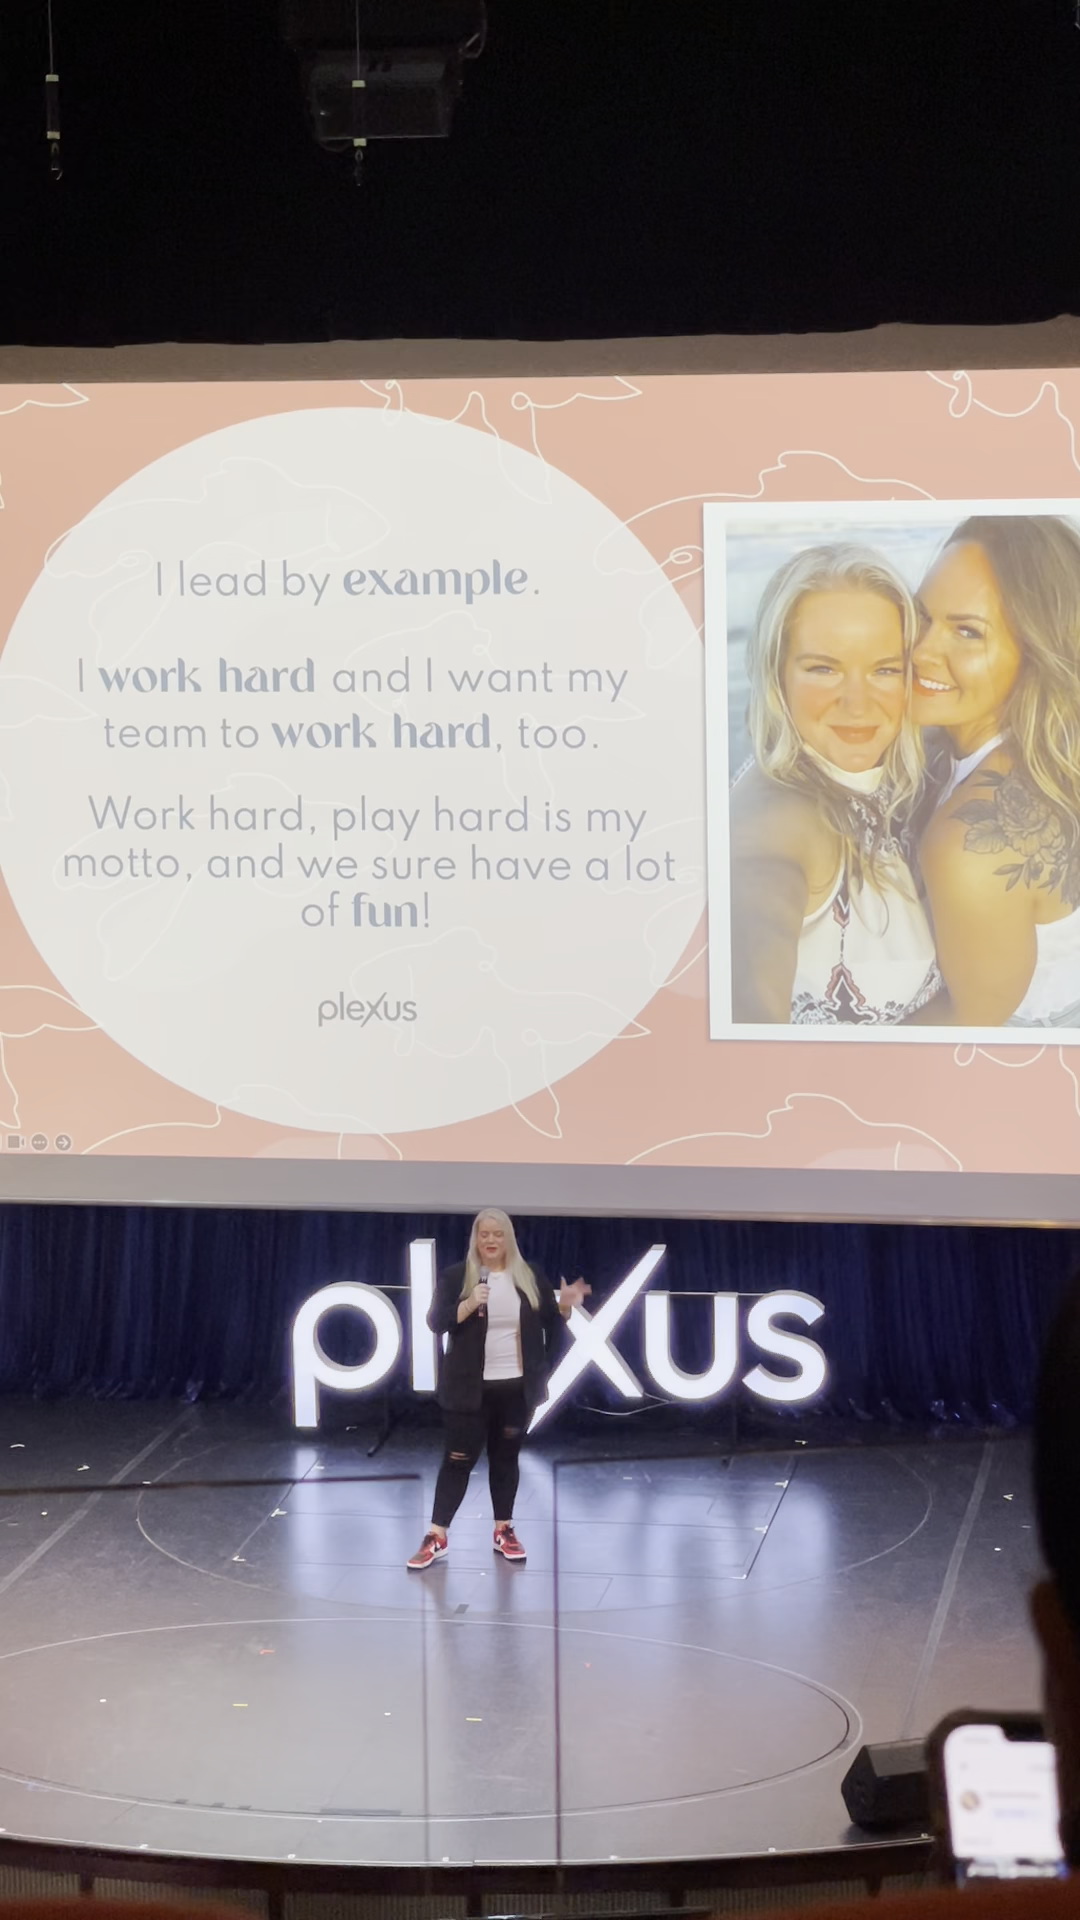 I lead by example.
I work hard and I want my
team to work hard, too.
Work hard, play hard is my
motto, and we sure have a lot
of fun!
plexus
plexus